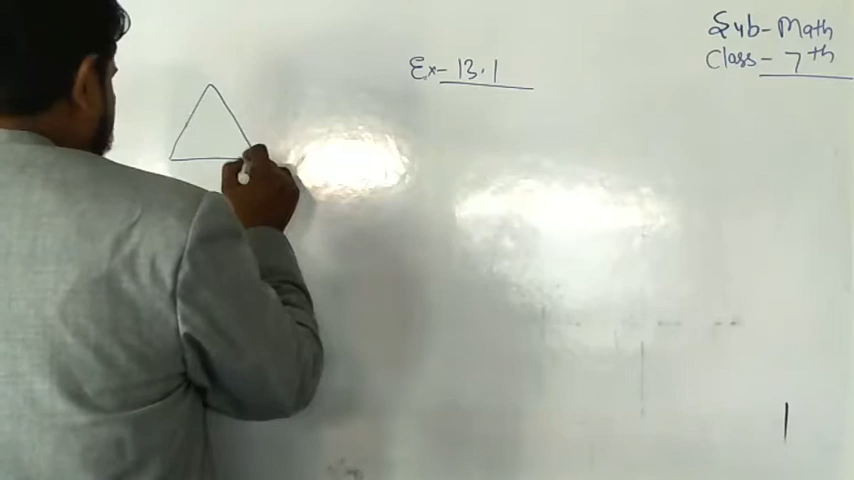 Sub- Math
Class- 7th
Ex- 13.1